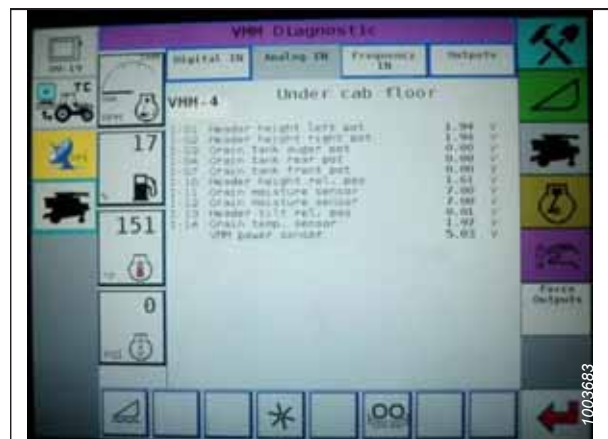 VMM Diagnostic
Digital IN
Analog IN
Frequency IN
Outputs
TC
VMM-4
Under cab floor
Header height left pot 1.94 V
Header height right pot 1.94 V
Grain tank auger pot 0.00 V
Grain tank rear pot 0.00 V
Grain tank front pot 0.00 V
Header height rel. pos 1.61 V
Grain moisture sensor 7.00 V
Grain moisture sensor 7.00 V
Header tilt rel. pos 0.01 V
Grain temp. sensor 1.97 V
VMM power sensor 5.03 V
17
151
0
Force
Outputs
1003683